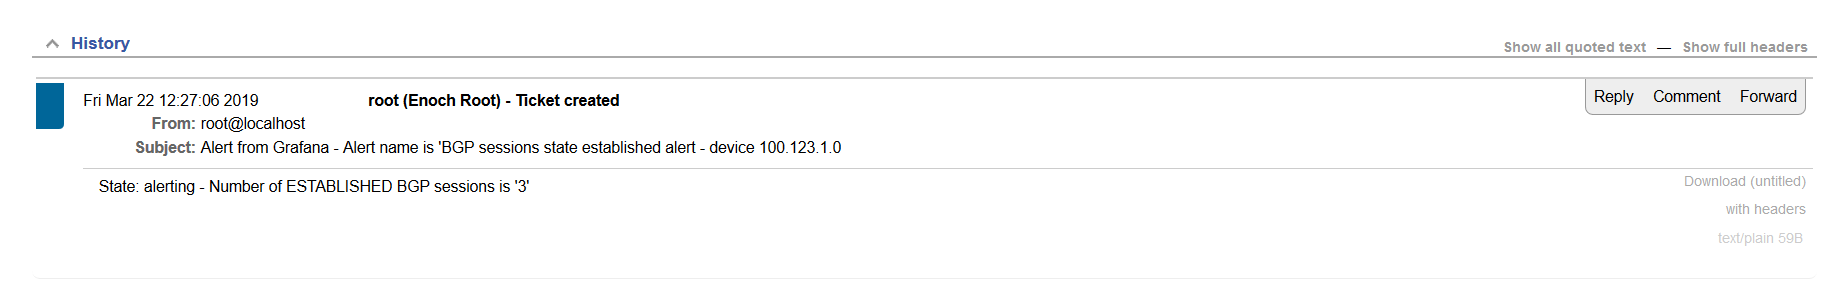 History
Show all quoted text — Show full headers
Fri Mar 22 12:27:06 2019 root (Enoch Root) - Ticket created
Reply Comment Forward
From: root@localhost
Subject: Alert from Grafana - Alert name is 'BGP sessions state established alert - device 100.123.1.0
State: alerting - Number of ESTABLISHED BGP sessions is '3'
Download (untitled)
with headers
text/plain 59B